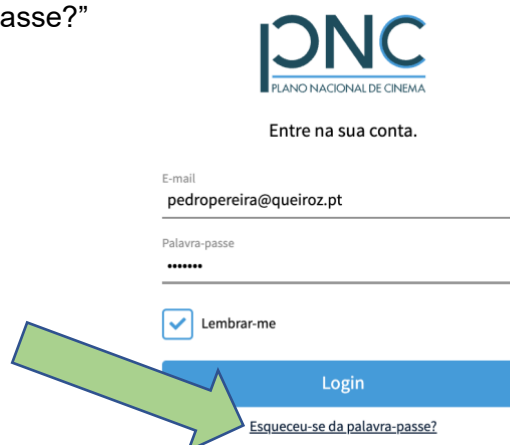 asse?”
PNC
PLANO NACIONAL DE CINEMA
Entre na sua conta.
E-mail
pedropereira@queiroz.pt
Palavra-passe
•••••••
Lembrar-me
Login
Esqueceu-se da palavra-passe?